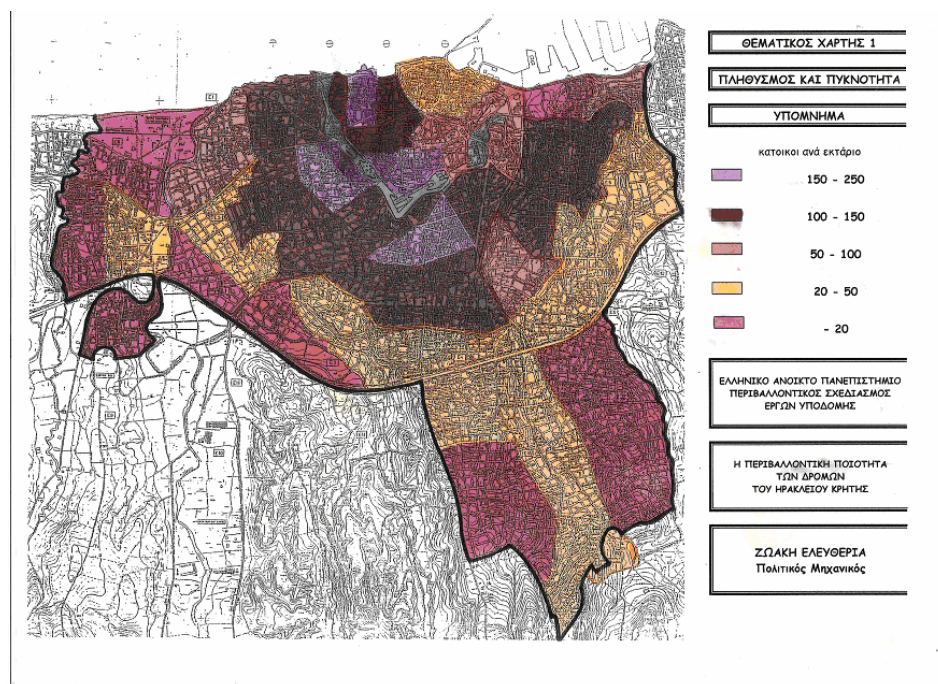 ΘΕΜΑΤΙΚΟΣ ΧΑΡΤΗΣ 1
ΠΛΗΘΥΣΜΟΣ ΚΑΙ ΠΥΚΝΟΤΗΤΑ
ΥΠΟΜΝΗΜΑ
κατοικοι ανά εκτάριο
150 - 250
100 - 150
50 - 100
20 - 50
- 20
ΕΛΛΗΝΙΚΟ ΑΝΟΙΚΤΟ ΠΑΝΕΠΙΣΤΗΜΙΟ
ΠΕΡΙΒΑΛΛΟΝΤΙΚΟΣ ΣΧΕΔΙΑΣΜΟΣ
ΕΡΓΩΝ ΥΠΟΔΟΜΗΣ
Η ΠΕΡΙΒΑΛΛΟΝΤΙΚΗ ΠΟΙΟΤΗΤΑ
ΤΩΝ ΔΡΟΜΩΝ
ΤΟΥ ΗΡΑΚΛΕΙΟΥ ΚΡΗΤΗΣ
ΖΩΑΚΗ ΕΛΕΥΘΕΡΙΑ
Πολιτικός Μηχανικός